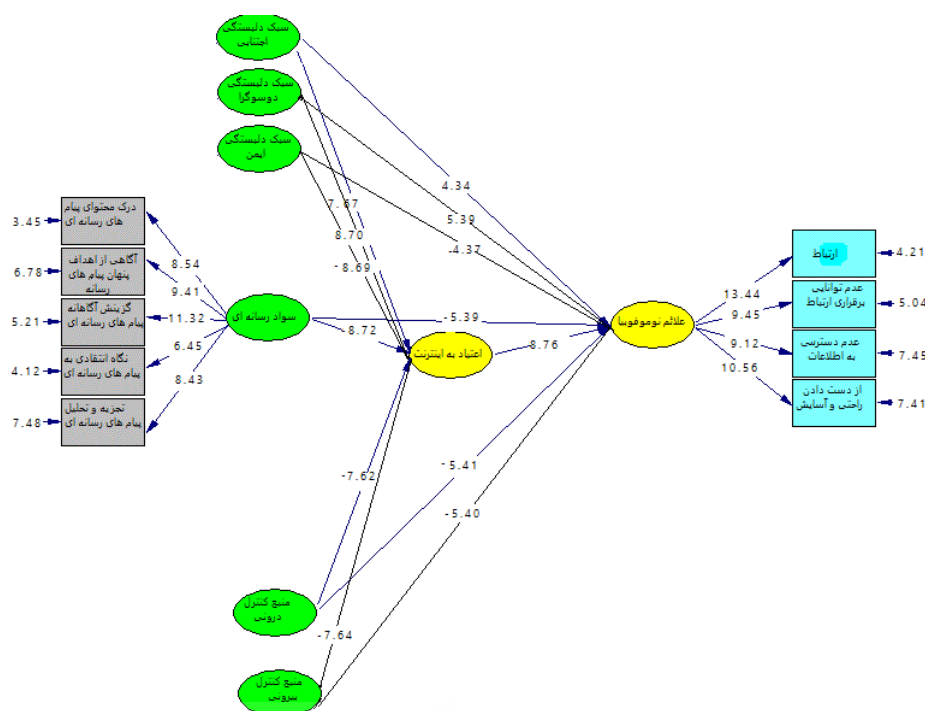 سبک دلبستگی
اجتنابی
سبک دلبستگی
دوسوگرا
سبک دلبستگی
ایمن
4.34
5.39
-4.37
7.67
8.70
-8.69
درک محتوای پیام
های رسانه ای
3.45
آگاهی از اهداف
پنهان پیام های
رسانه
6.78
گزینش آگاهانه
پیام های رسانه ای
5.21
نگاه انتقادی به
پیام های رسانه ای
4.12
تجزیه و تحلیل
پیام های رسانه ای
7.48
8.54
9.41
11.32
6.45
8.43
سواد رسانه ای
-5.39
8.72
اعتیاد به اینترنت
8.76
علائم نوموفوبیا
13.44
9.45
9.12
10.56
ارتباط
4.21
عدم توانایی
برقراری ارتباط
5.04
عدم دسترسی
به اطلاعات
7.45
از دست دادن
راحتی و آسایش
7.41
-7.62
-5.41
-5.40
-7.64
منبع کنترل
درونی
منبع کنترل
بیرونی